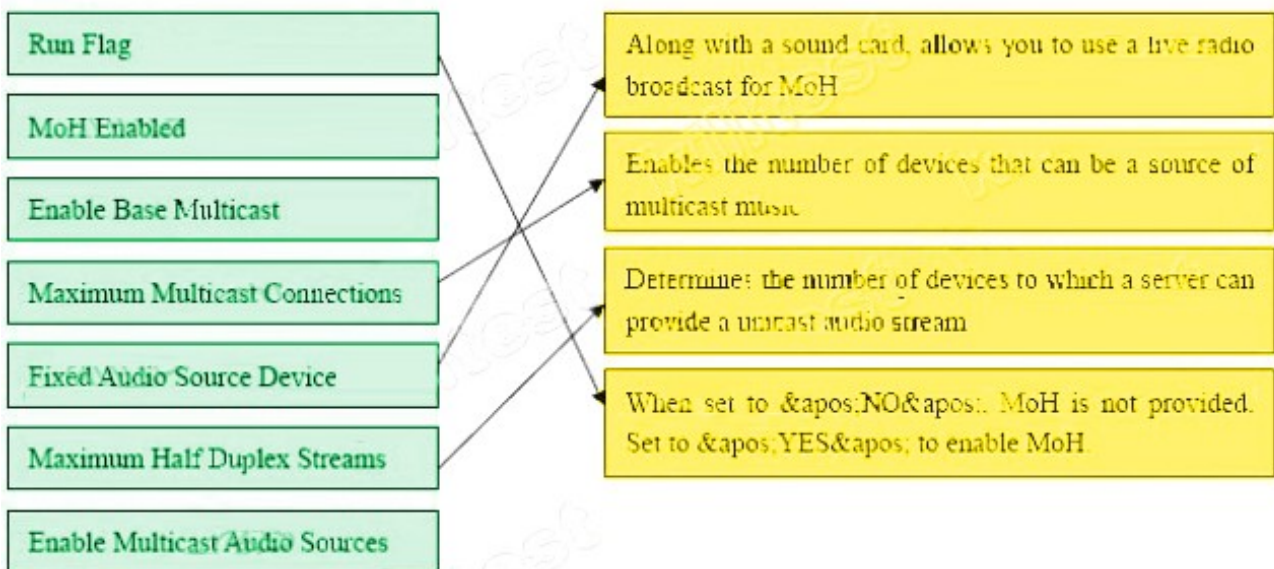 Run Flag
MoH Enabled
Enable Base Multicast
Maximum Multicast Connections
Fixed Audio Source Device
Maximum Half Duplex Streams
Enable Multicast Audio Sources
Along with a sound card, allows you to use a live radio
broadcast for MoH
Enables the number of devices that can be a source of
multicast music
Determines the number of devices to which a server can
provide a unicast audio stream
When set to &apos;NO&apos;. MoH is not provided.
Set to &apos;YES&apos; to enable MoH.